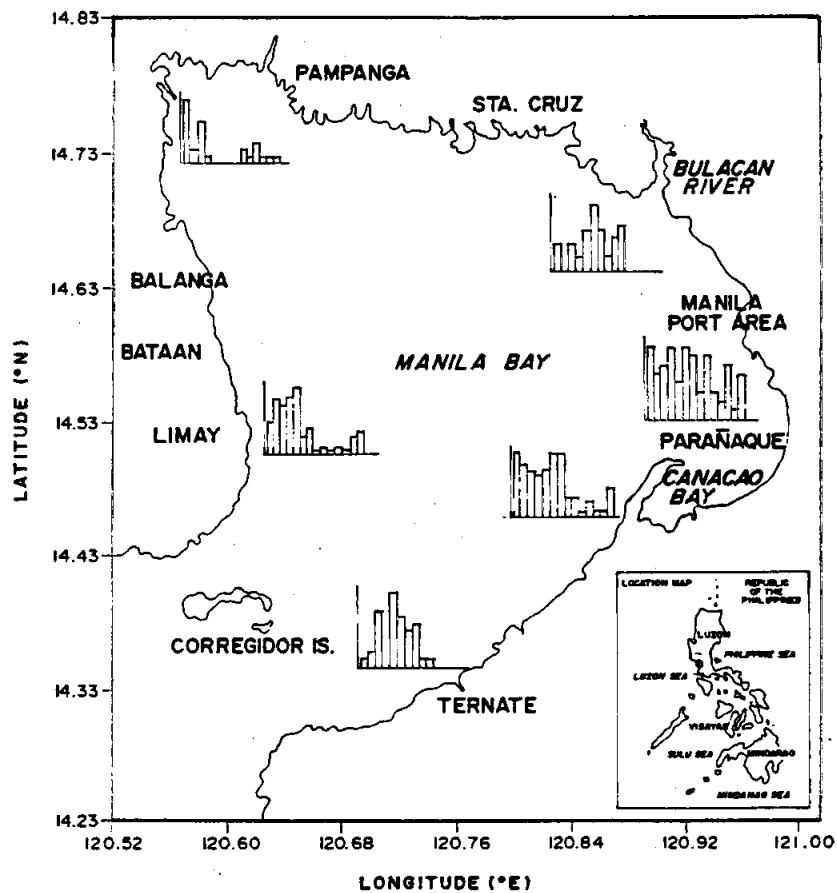 14.83
PAMPANGA
STA. CRUZ
14.73
BULACAN
RIVER
14.63
BALANGA
MANILA
PORT AREA
BATAAN
MANILA BAY
LATITUDE (°N)
14.53
LIMAY
PARAÑAQUE
CANACAO
BAY
14.43
LOCATION MAP
REPUBLIC
OF THE
PHILIPPINES
LUZON
PHILIPPINE SEA
CORREGIDOR IS.
LUZON SEA
14.33
TERNATE
VISAYAS
SULU SEA
MINDANAO
MINDANAO SEA
14.23
120.52
120.60
120.68
120.76
120.84
120.92
121.00
LONGITUDE (°E)